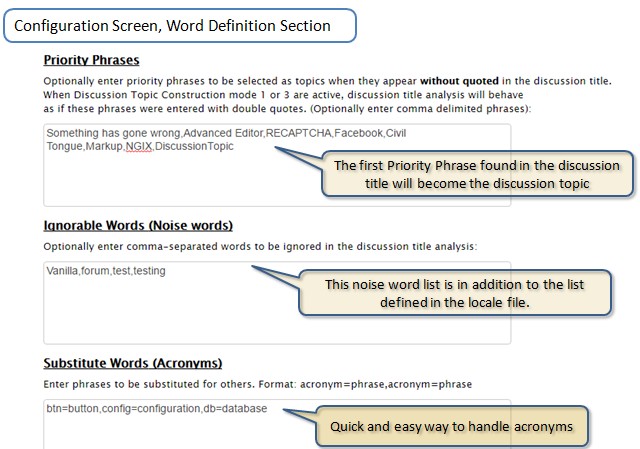 Configuration Screen, Word Definition Section
Priority Phrases
Optionally enter priority phrases to be selected as topics when they appear without quoted in the discussion title.
When Discussion Topic Construction mode 1 or 3 are active, discussion title analysis will behave
as if these phrases were entered with double quotes. (Optionally enter comma delimited phrases):
Something has gone wrong,Advanced Editor,RECAPTCHA,Facebook,Civil
Tongue,Markup,NGIX,DiscussionTopic
The first Priority Phrase found in the discussion
title will become the discussion topic
Ignorable Words (Noise words)
Optionally enter comma-separated words to be ignored in the discussion title analysis:
Vanilla,forum,test,testing
This noise word list is in addition to the list
defined in the locale file.
Substitute Words (Acronyms)
Enter phrases to be substituted for others. Format: acronym=phrase,acronym=phrase
btn=button,config=configuration,db=database
Quick and easy way to handle acronyms